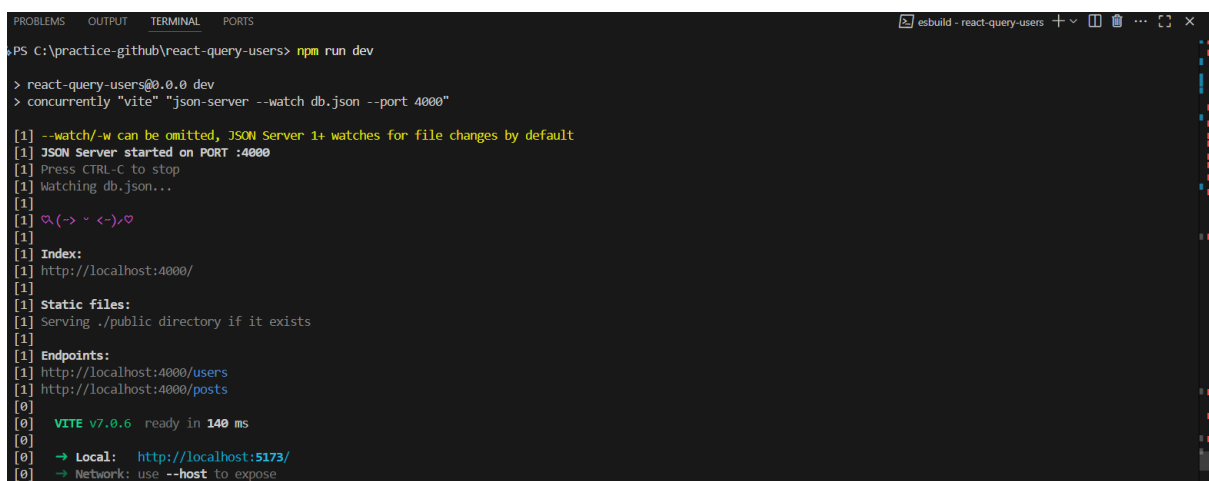 PROBLEMS OUTPUT TERMINAL PORTS esbuild - react-query-users
PS C:\practice-github\react-query-users> npm run dev
> react-query-users@0.0.0 dev
> concurrently "vite" "json-server --watch db.json --port 4000"
[1] --watch/-w can be omitted, JSON Server 1+ watches for file changes by default
[1] JSON Server started on PORT :4000
[1] Press CTRL-C to stop
[1] Watching db.json...
[1]
[1] ♡⸜(˶˃ ᵕ ˂˶)⸝♡
[1]
[1] Index:
[1] http://localhost:4000/
[1]
[1] Static files:
[1] Serving ./public directory if it exists
[1]
[1] Endpoints:
[1] http://localhost:4000/users
[1] http://localhost:4000/posts
[0]
[0] VITE v7.0.6 ready in 140 ms
[0]
[0] ➜ Local: http://localhost:5173/
[0] ➜ Network: use --host to expose